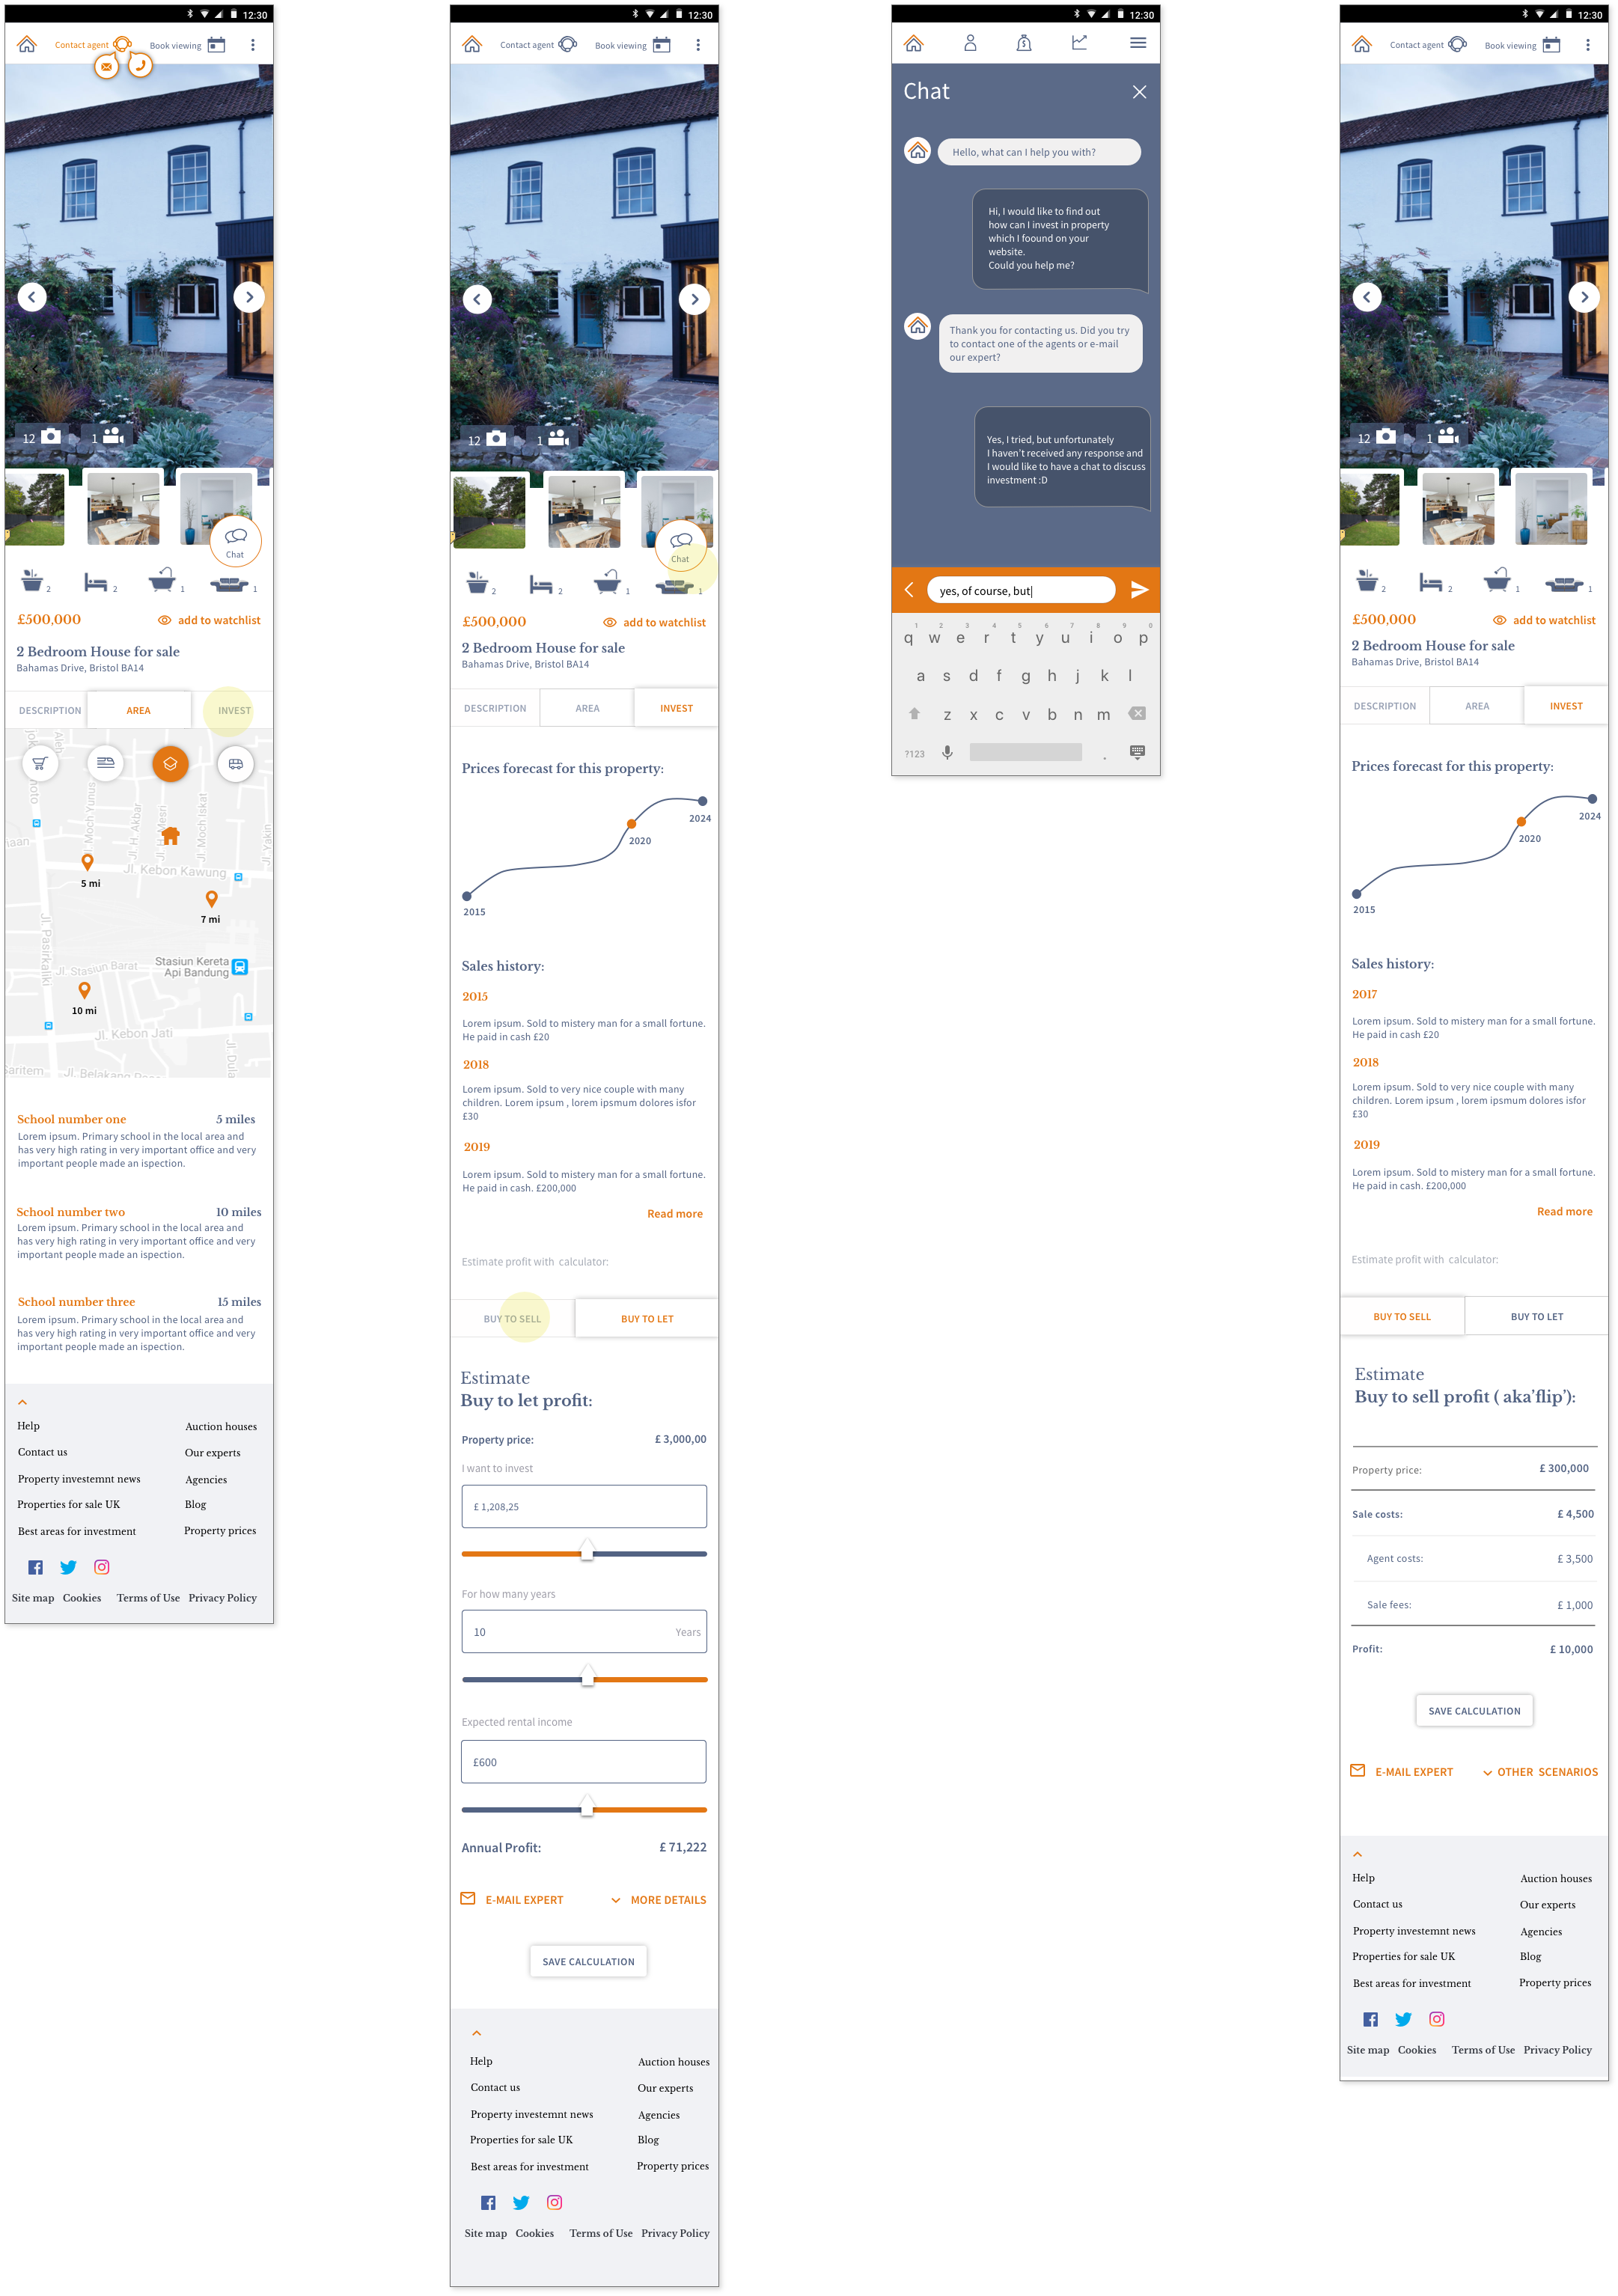 12:30
Contact agent
Book viewing
12
1
Chat
2
2
1
1
£500,000
add to watchlist
2 Bedroom House for sale
Bahamas Drive, Bristol BA14
DESCRIPTION
AREA
INVEST
Jl. Moch Yunus
Jl. H. Akbar
Jl. H. Mesri
Jl. Moch Iskat
Jl. Kebon Kawung
5 mi
7 mi
Jl. Pasirkaliki
Jl. Stasiun Barat
Stasiun Kereta
Api Bandung
10 mi
Jl. Kebon Jati
School number one
5 miles
Lorem ipsum. Primary school in the local area and
has very high rating in very important office and very
important people made an ispection.
School number two
10 miles
Lorem ipsum. Primary school in the local area and
has very high rating in very important office and very
important people made an ispection.
School number three
15 miles
Lorem ipsum. Primary school in the local area and
has very high rating in very important office and very
important people made an ispection.
Help
Auction houses
Contact us
Our experts
Property investemnt news
Agencies
Properties for sale UK
Blog
Best areas for investment
Property prices
Site map
Cookies
Terms of Use
Privacy Policy
12:30
Contact agent
Book viewing
12
1
Chat
2
2
1
1
£500,000
add to watchlist
2 Bedroom House for sale
Bahamas Drive, Bristol BA14
DESCRIPTION
AREA
INVEST
Prices forecast for this property:
2024
2020
2015
Sales history:
2015
Lorem ipsum. Sold to mistery man for a small fortune.
He paid in cash £20
2018
Lorem ipsum. Sold to very nice couple with many
children. Lorem ipsum , lorem ipsmum dolores isfor
£30
2019
Lorem ipsum. Sold to mistery man for a small fortune.
He paid in cash. £200,000
Read more
Estimate profit with calculator:
BUY TO SELL
BUY TO LET
Estimate
Buy to let profit:
Property price:
£ 3,000,00
I want to invest
£ 1,208,25
For how many years
10
Years
Expected rental income
£600
Annual Profit:
£ 71,222
E-MAIL EXPERT
MORE DETAILS
SAVE CALCULATION
Help
Auction houses
Contact us
Our experts
Property investemnt news
Agencies
Properties for sale UK
Blog
Best areas for investment
Property prices
Site map
Cookies
Terms of Use
Privacy Policy
12:30
Chat
Hello, what can I help you with?
Hi, I would like to find out
how can I invest in property
which I foound on your
website.
Could you help me?
Thank you for contacting us. Did you try
to contact one of the agents or e-mail
our expert?
Yes, I tried, but unfortunately
I haven't received any response and
I would like to have a chat to discuss
investment :D
yes, of course, but
1 2 3 4 5 6 7 8 9 0
q w e r t y u i o p
a s d f g h j k l
z x c v b n m
?123
.
12:30
Contact agent
Book viewing
12
1
2
2
1
1
£500,000
add to watchlist
2 Bedroom House for sale
Bahamas Drive, Bristol BA14
DESCRIPTION
AREA
INVEST
Prices forecast for this property:
2024
2020
2015
Sales history:
2017
Lorem ipsum. Sold to mistery man for a small fortune.
He paid in cash £20
2018
Lorem ipsum. Sold to very nice couple with many
children. Lorem ipsum , lorem ipsmum dolores isfor
£30
2019
Lorem ipsum. Sold to mistery man for a small fortune.
He paid in cash. £200,000
Read more
Estimate profit with calculator:
BUY TO SELL
BUY TO LET
Estimate
Buy to sell profit ( aka'flip'):
Property price:
£ 300,000
Sale costs:
£ 4,500
Agent costs:
£ 3,500
Sale fees:
£ 1,000
Profit:
£ 10,000
SAVE CALCULATION
E-MAIL EXPERT
OTHER SCENARIOS
Help
Auction houses
Contact us
Our experts
Property investemnt news
Agencies
Properties for sale UK
Blog
Best areas for investment
Property prices
Site map
Cookies
Terms of Use
Privacy Policy